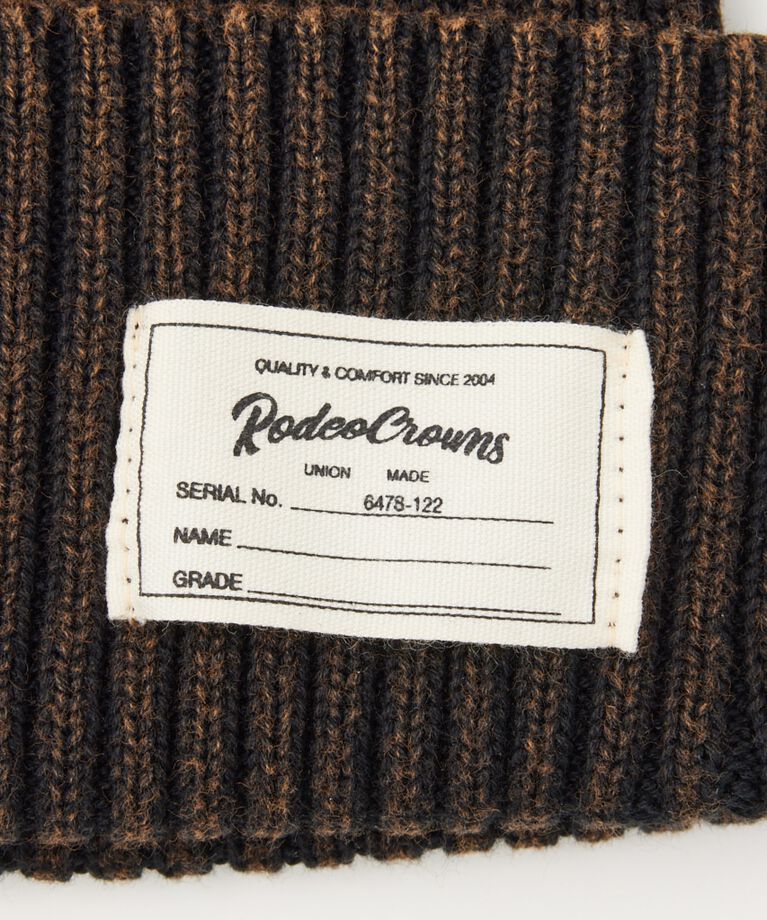 QUALITY & COMFORT SINCE 2004
RodeoCrowns
UNION MADE
SERIAL No. 6478-122
NAME
GRADE